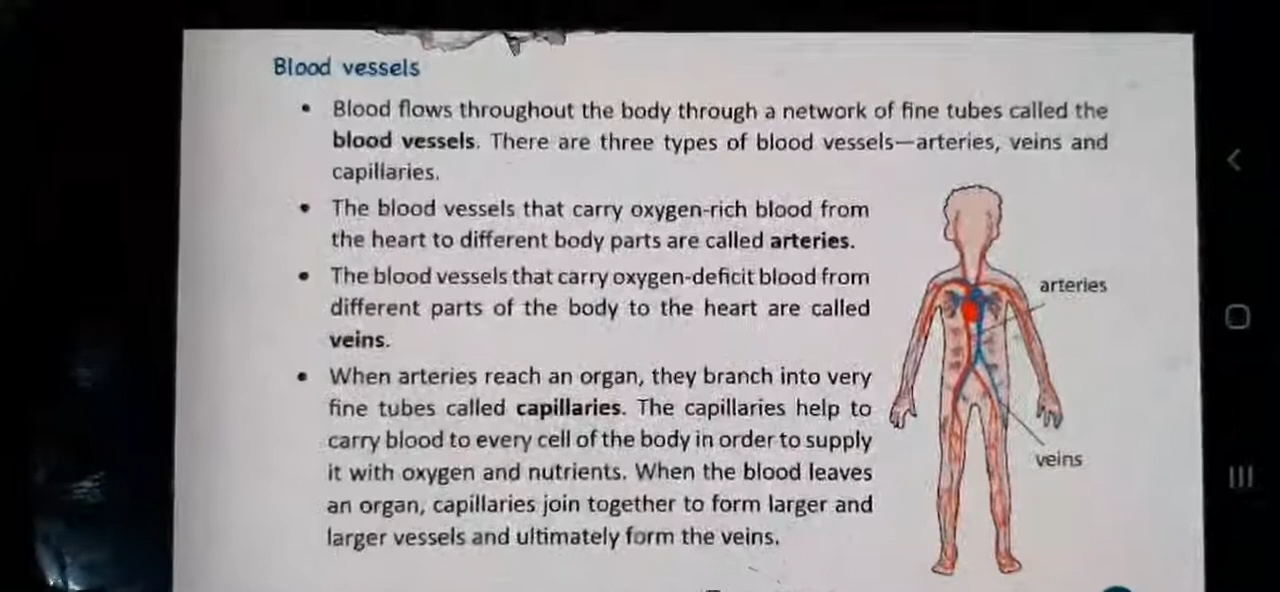 Blood vessels
• Blood flows throughout the body through a network of fine tubes called the
blood vessels. There are three types of blood vessels—arteries, veins and
capillaries.
• The blood vessels that carry oxygen-rich blood from
the heart to different body parts are called arteries.
• The blood vessels that carry oxygen-deficit blood from
different parts of the body to the heart are called
veins.
• When arteries reach an organ, they branch into very
fine tubes called capillaries. The capillaries help to
carry blood to every cell of the body in order to supply
it with oxygen and nutrients. When the blood leaves
an organ, capillaries join together to form larger and
larger vessels and ultimately form the veins.
arteries
veins